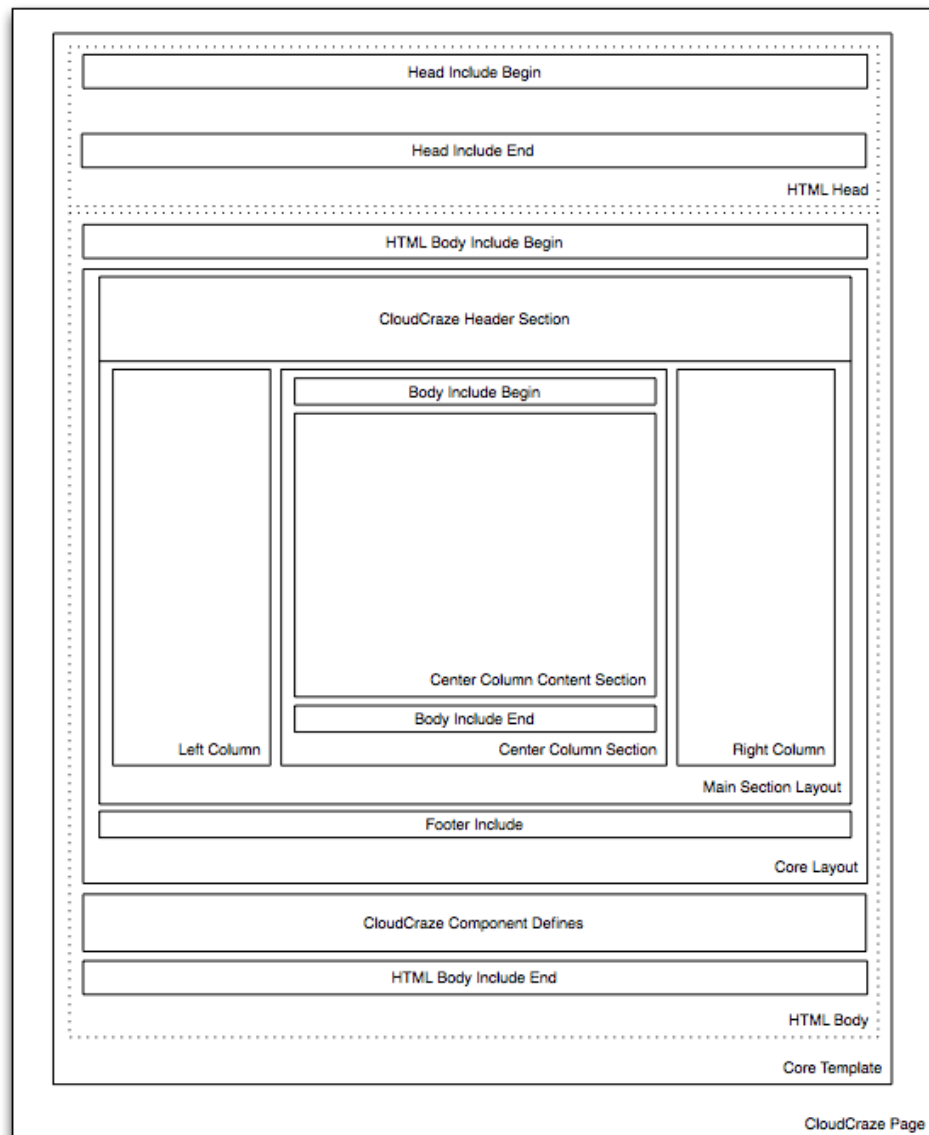 Head Include Begin
Head Include End
HTML Head
HTML Body Include Begin
CloudCraze Header Section
Body Include Begin
Center Column Content Section
Body Include End
Left Column
Center Column Section
Right Column
Main Section Layout
Footer Include
Core Layout
CloudCraze Component Defines
HTML Body Include End
HTML Body
Core Template
CloudCraze Page